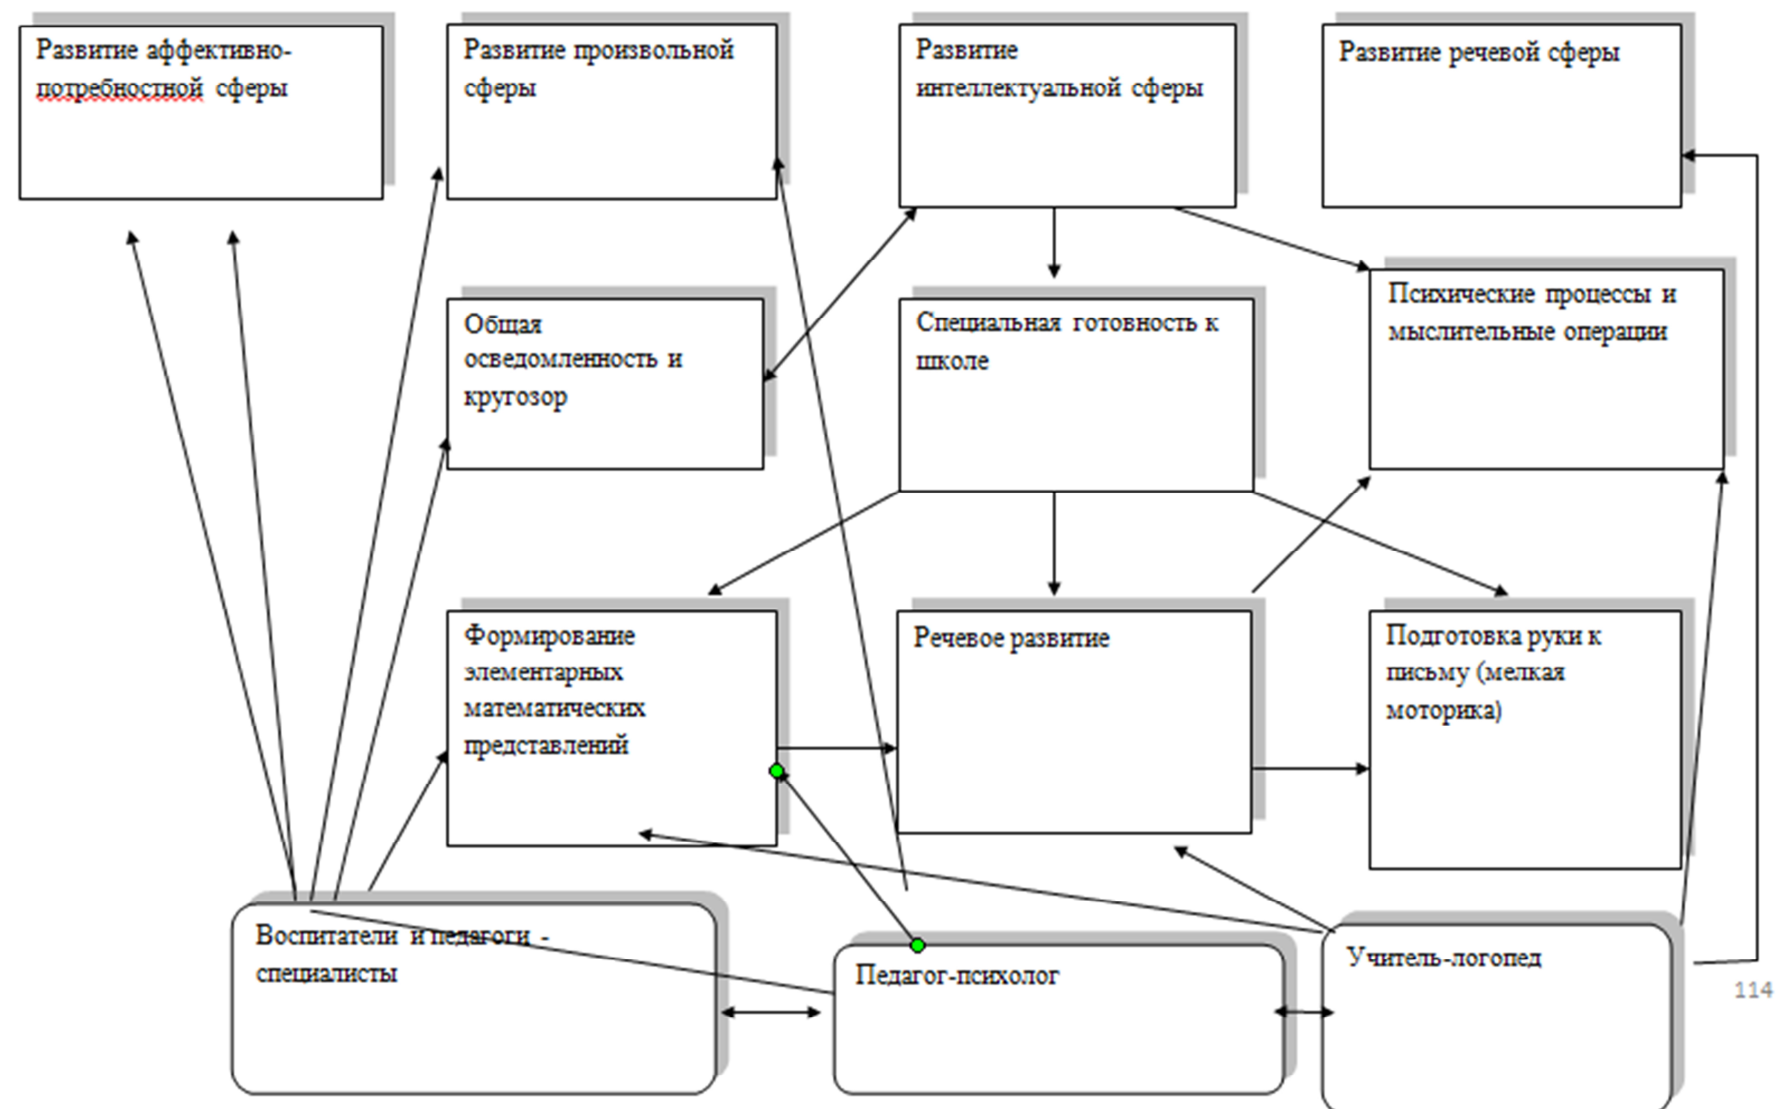 Развитие аффективно-
потребностной сферы
Развитие произвольной
сферы
Развитие
интеллектуальной сферы
Развитие речевой сферы
Общая
осведомленность и
кругозор
Специальная готовность к
школе
Психические процессы и
мыслительные операции
Формирование
элементарных
математических
представлений
Речевое развитие
Подготовка руки к
письму (мелкая
моторика)
Воспитатели и педагоги -
специалисты
Педагог-психолог
Учитель-логопед
114